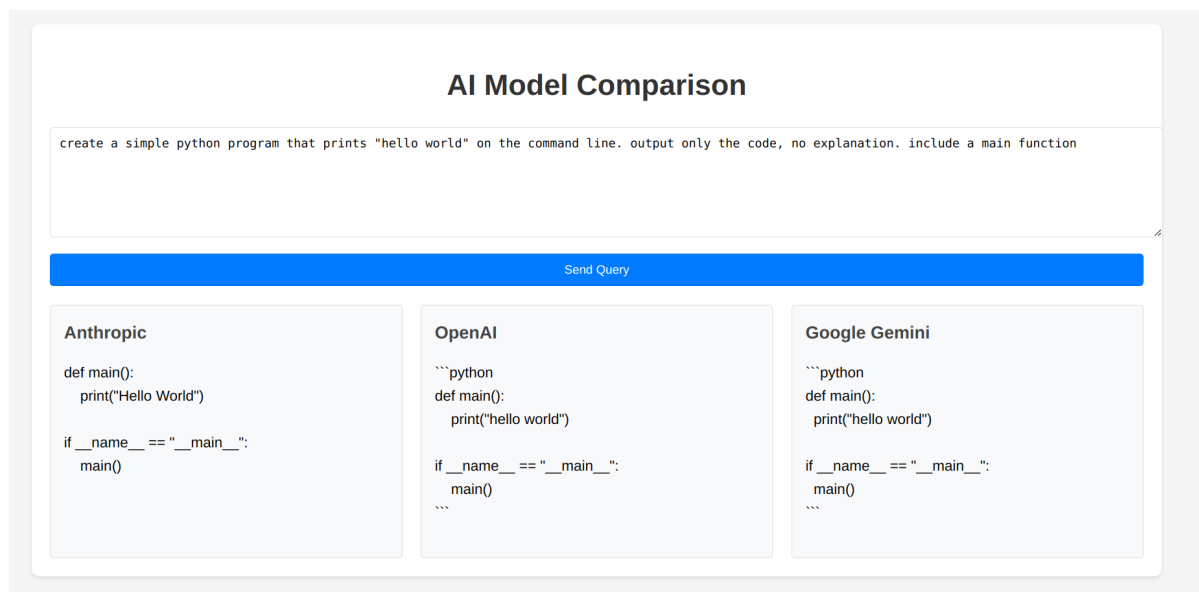 AI Model Comparison
create a simple python program that prints "hello world" on the command line. output only the code, no explanation. include a main function
Send Query
Anthropic
def main():
    print("Hello World")
if __name__ == "__main__":
    main()
OpenAI
```python
def main():
    print("hello world")
if __name__ == "__main__":
    main()
```
Google Gemini
```python
def main():
  print("hello world")
if __name__ == "__main__":
  main()
```